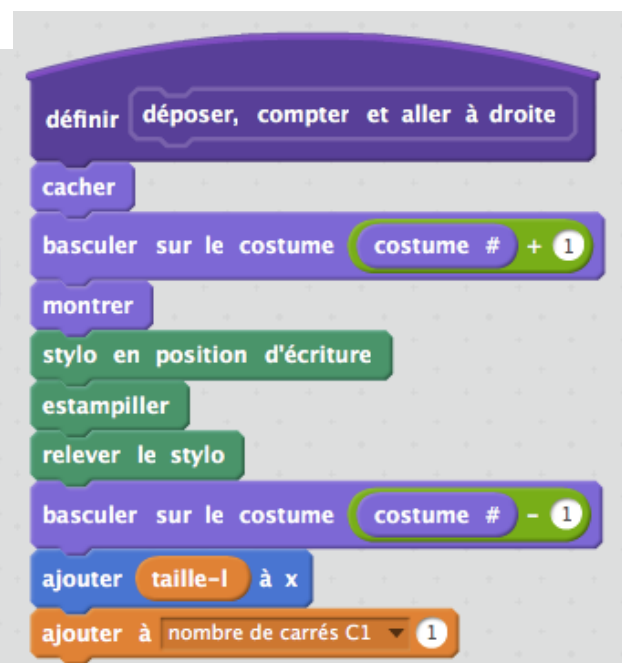 définir déposer, compter et aller à droite
cacher
basculer sur le costume costume # + 1
montrer
stylo en position d'écriture
estampiller
relever le stylo
basculer sur le costume costume # - 1
ajouter taille-l à x
ajouter à nombre de carrés C1 1